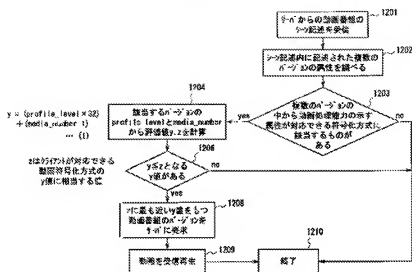 1201
サーバからの動画番組の
シーン記述を受信
1202
シーン記述内に記述された複数の
バージョンの属性を調べる
1203
複数のバージョンの
中から動画処理能力の示す
属性が対応できる符号化方式に
該当するものが
ある
yes
no
1204
該当するバージョンの
profile_levelとmedia_number
から評価値y,zを計算
y = (profile_level×32)
+(media_number 1)
… (1)
zはクライアントが対応できる
動画符号化方式の
y値に相当する値
1206
y≦zとなる
y値がある
no
yes
1208
zに最も近いy値をもつ
動画番組のバージョンを
サーバに要求
1209
動画を受信再生
1210
終了